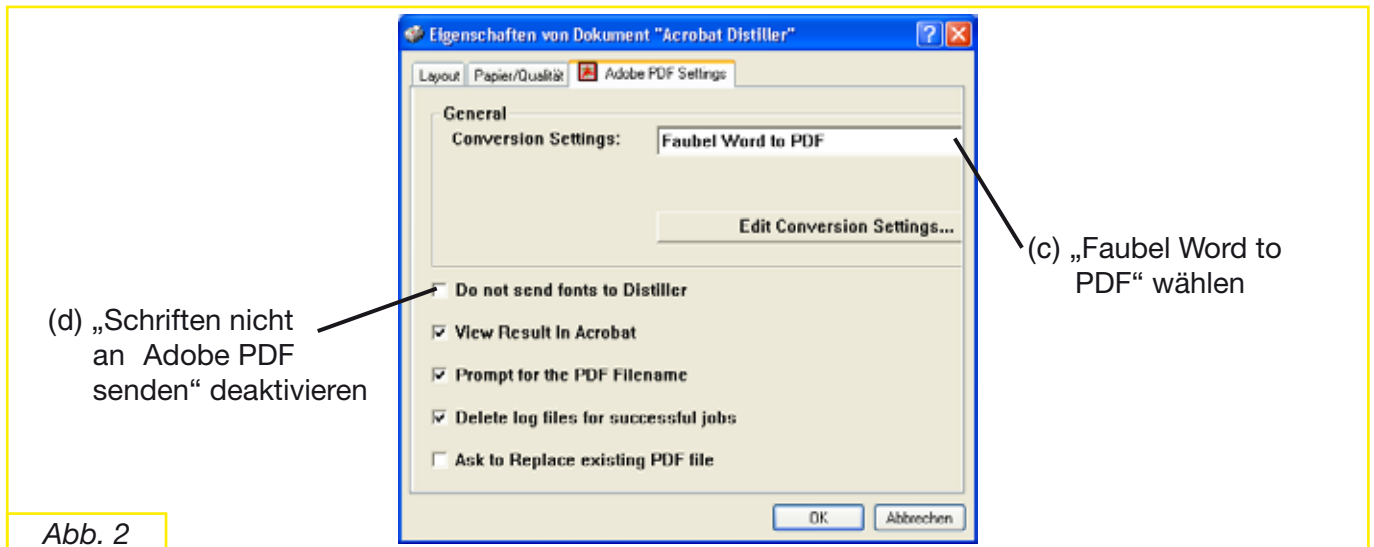 Eigenschaften von Dokument "Acrobat Distiller"
Layout Papier/Qualität Adobe PDF Settings
General
Conversion Settings: Faubel Word to PDF
Edit Conversion Settings...
(c) „Faubel Word to
PDF“ wählen
Do not send fonts to Distiller
(d) „Schriften nicht
an Adobe PDF
senden“ deaktivieren
View Result In Acrobat
Prompt for the PDF Filename
Delete log files for successful jobs
Ask to Replace existing PDF file
OK Abbrechen
Abb. 2